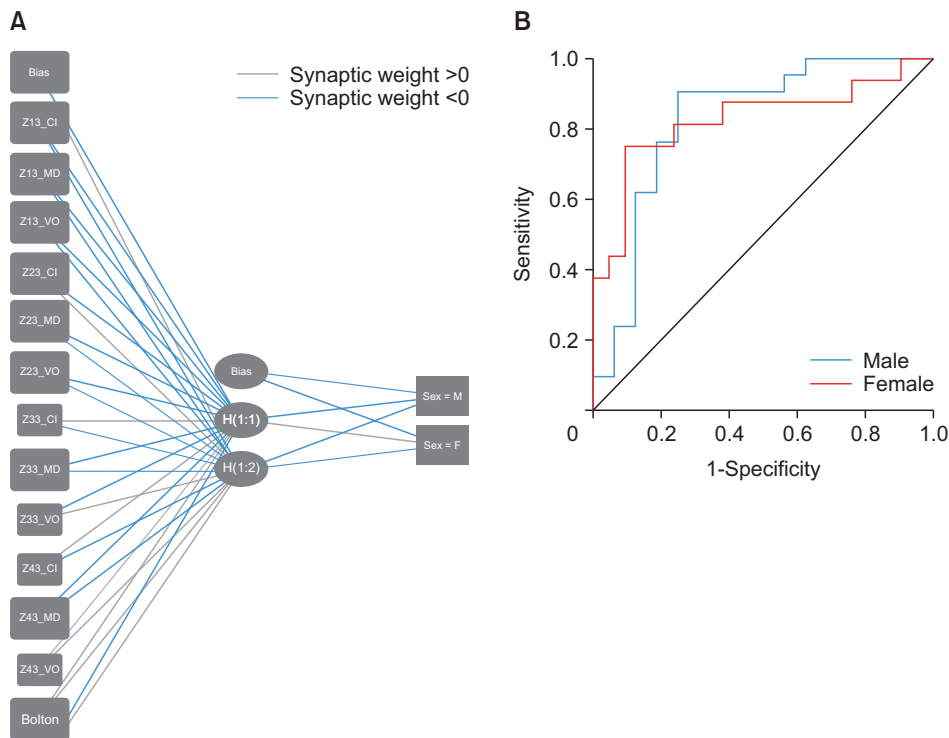 A
Bias
Z13_CI
Z13_MD
Z13_VO
Z23_CI
Z23_MD
Z23_VO
Z33_CI
Z33_MD
Z33_VO
Z43_CI
Z43_MD
Z43_VO
Bolton
Synaptic weight >0
Synaptic weight <0
Bias
H(1:1)
H(1:2)
Sex = M
Sex = F
B
1.0
0.8
0.6
0.4
0.2
Sensitivity
Male
Female
0 0.2 0.4 0.6 0.8 1.0
1-Specificity